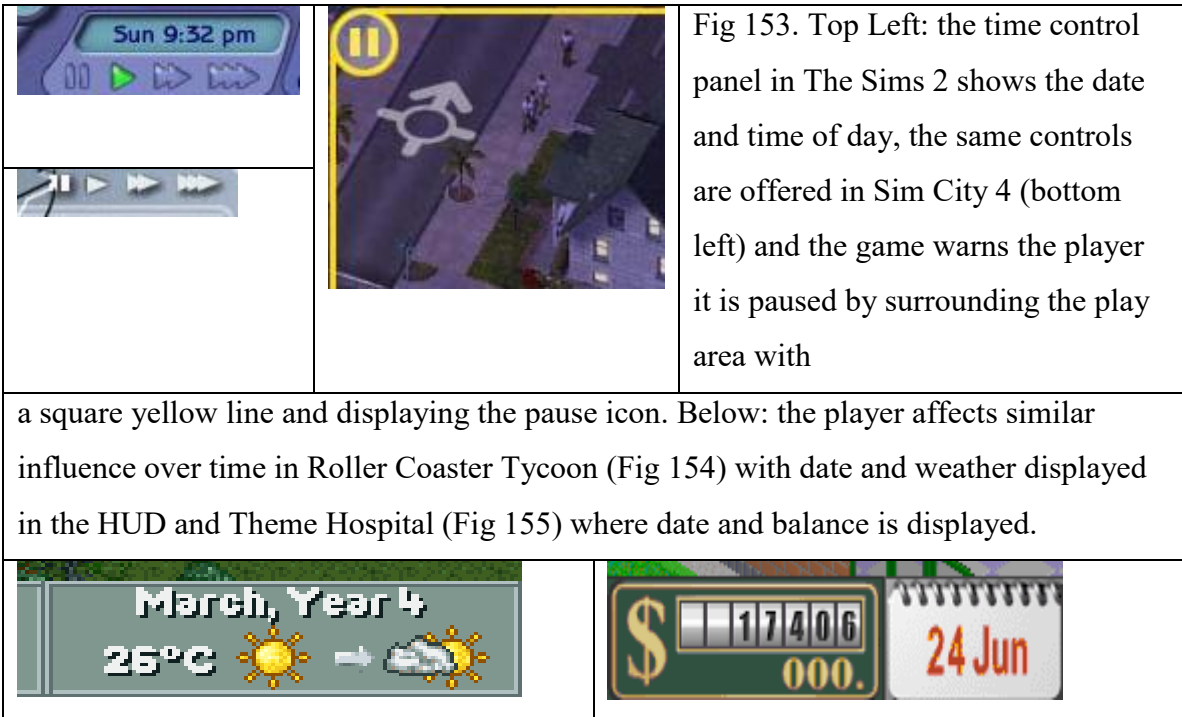 Sun 9:32 pm
Fig 153. Top Left: the time control
panel in The Sims 2 shows the date
and time of day, the same controls
are offered in Sim City 4 (bottom
left) and the game warns the player
it is paused by surrounding the play
area with
a square yellow line and displaying the pause icon. Below: the player affects similar
influence over time in Roller Coaster Tycoon (Fig 154) with date and weather displayed
in the HUD and Theme Hospital (Fig 155) where date and balance is displayed.
March, Year 4
26°C
$ 17406
000.
24 Jun